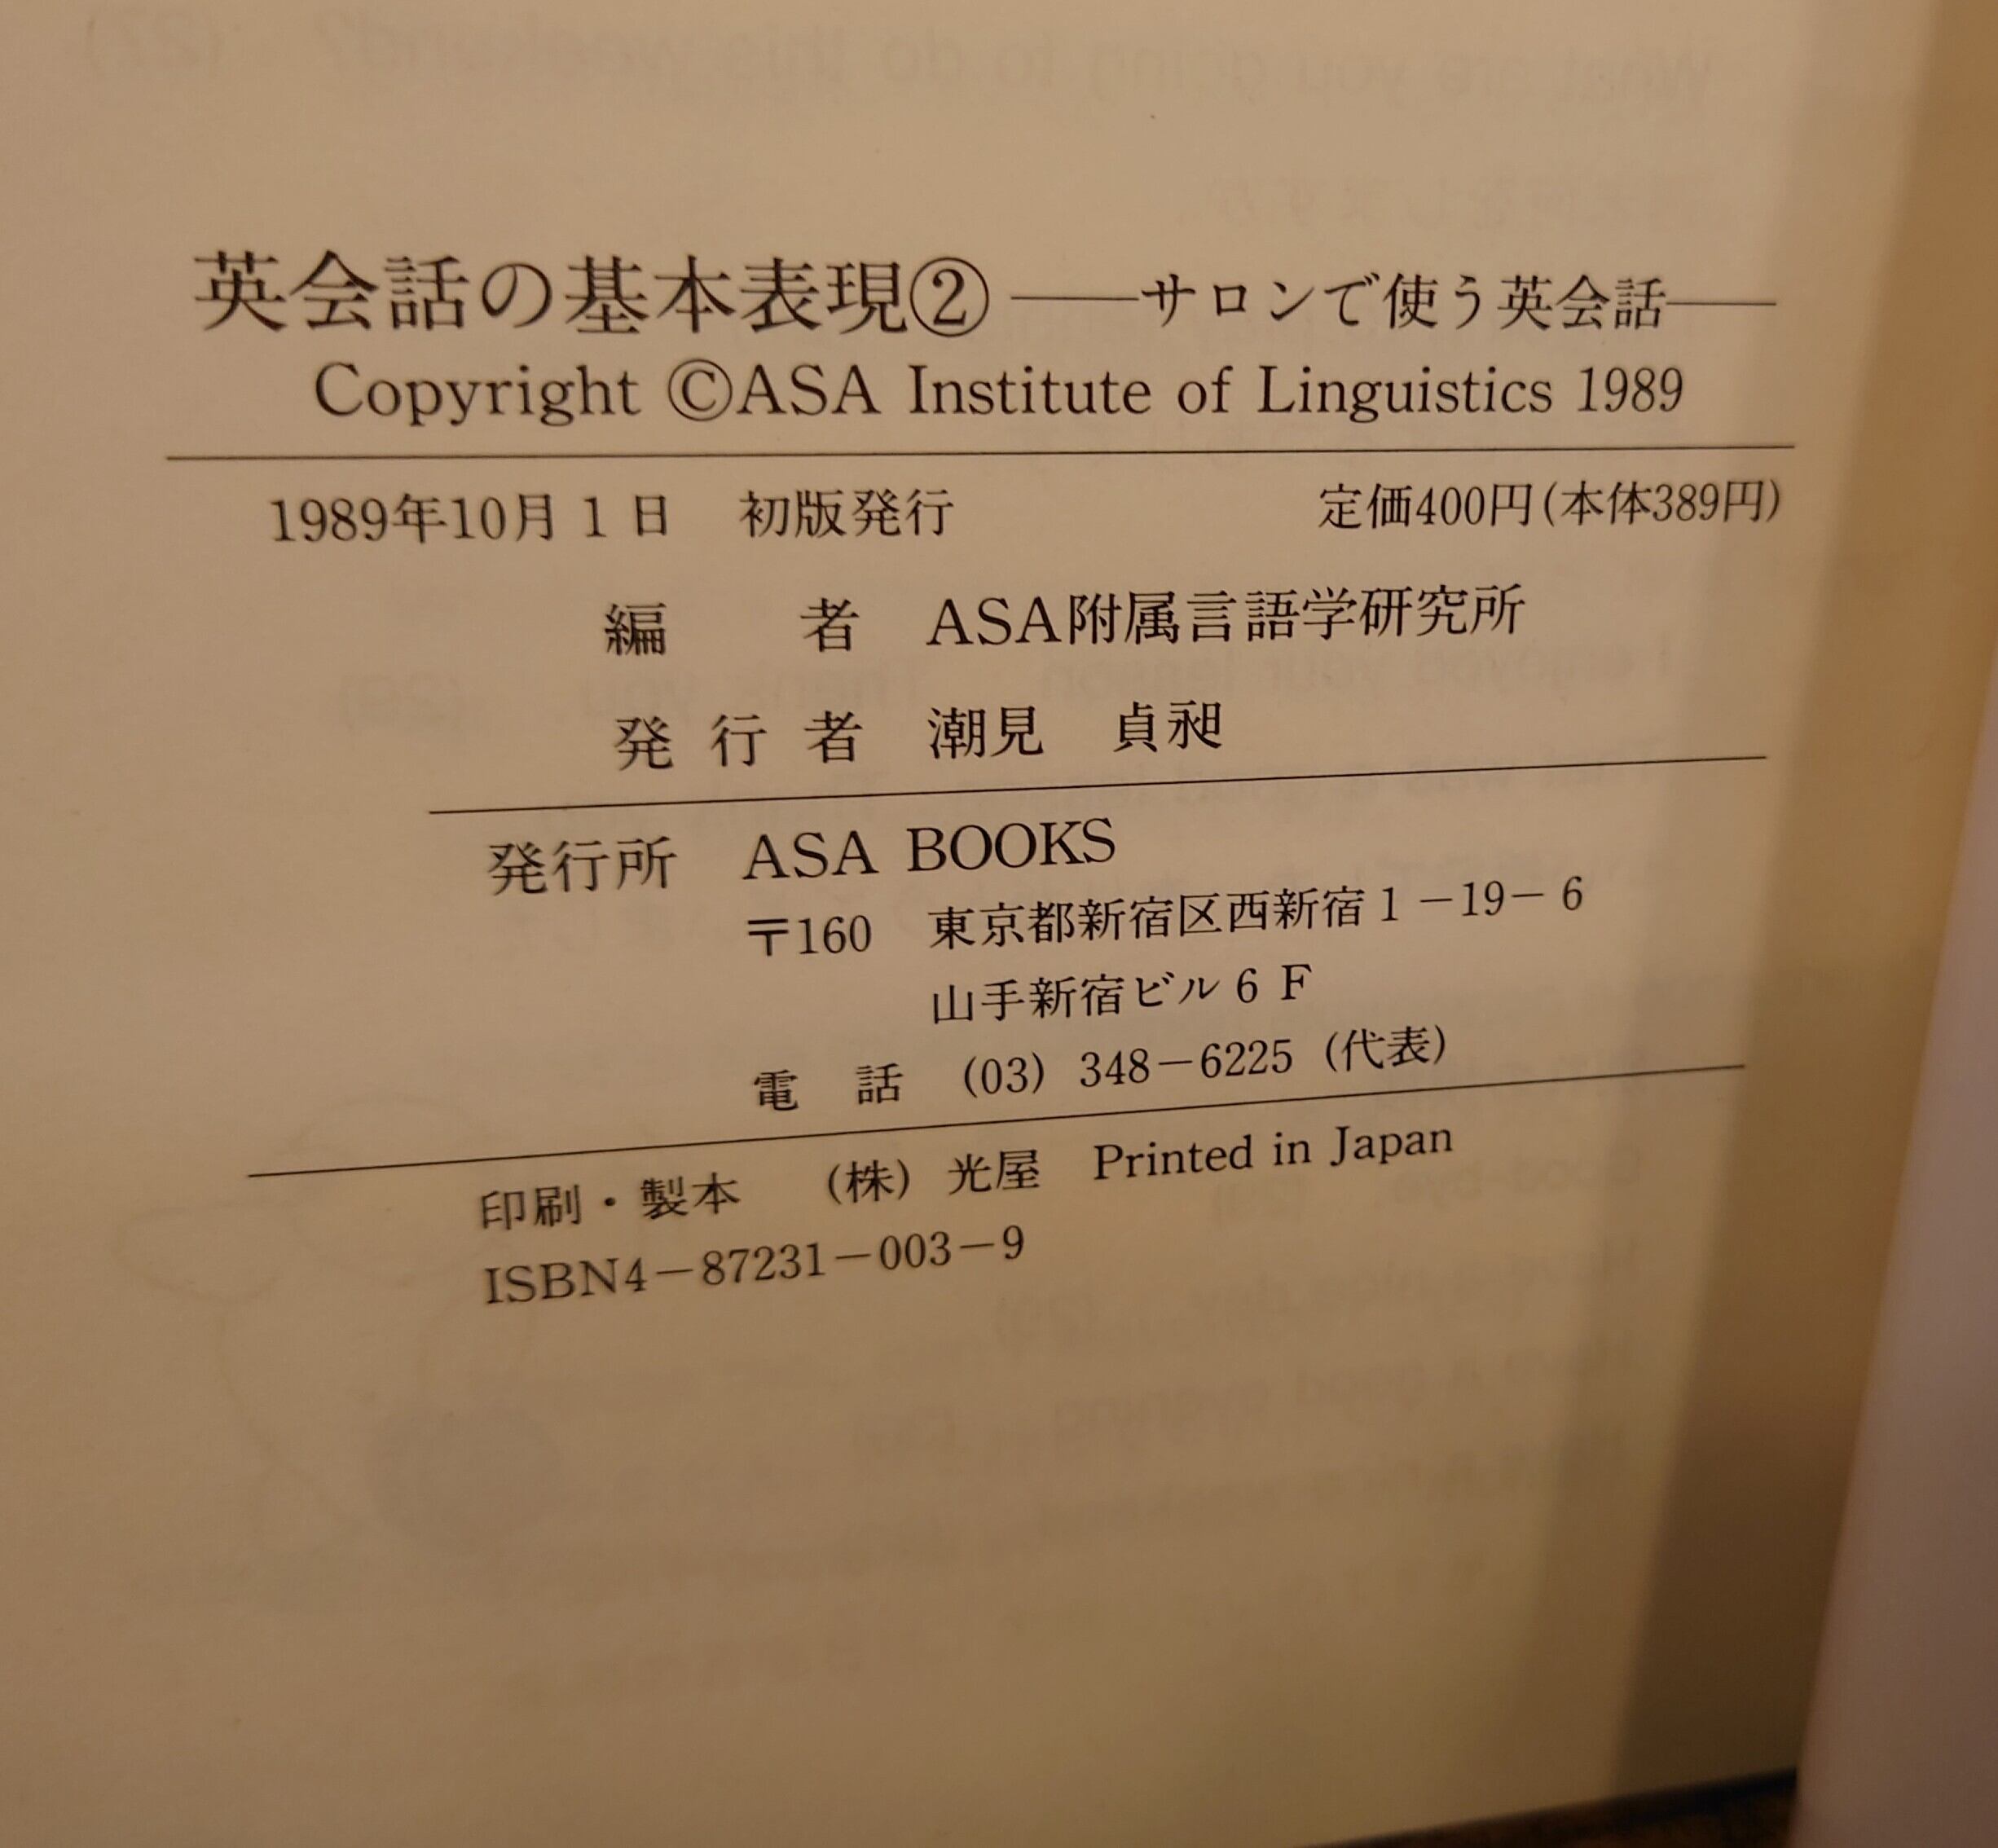 英会話の基本表現② ──サロンで使う英会話──
Copyright ©ASA Institute of Linguistics 1989
1989年10月1日 初版発行 定価400円(本体389円)
編者 ASA附属言語学研究所
発行者 潮見 貞昶
発行所 ASA BOOKS
〒160 東京都新宿区西新宿1-19-6
山手新宿ビル6F
電話 (03) 348-6225 (代表)
印刷・製本 (株) 光屋 Printed in Japan
ISBN4-87231-003-9